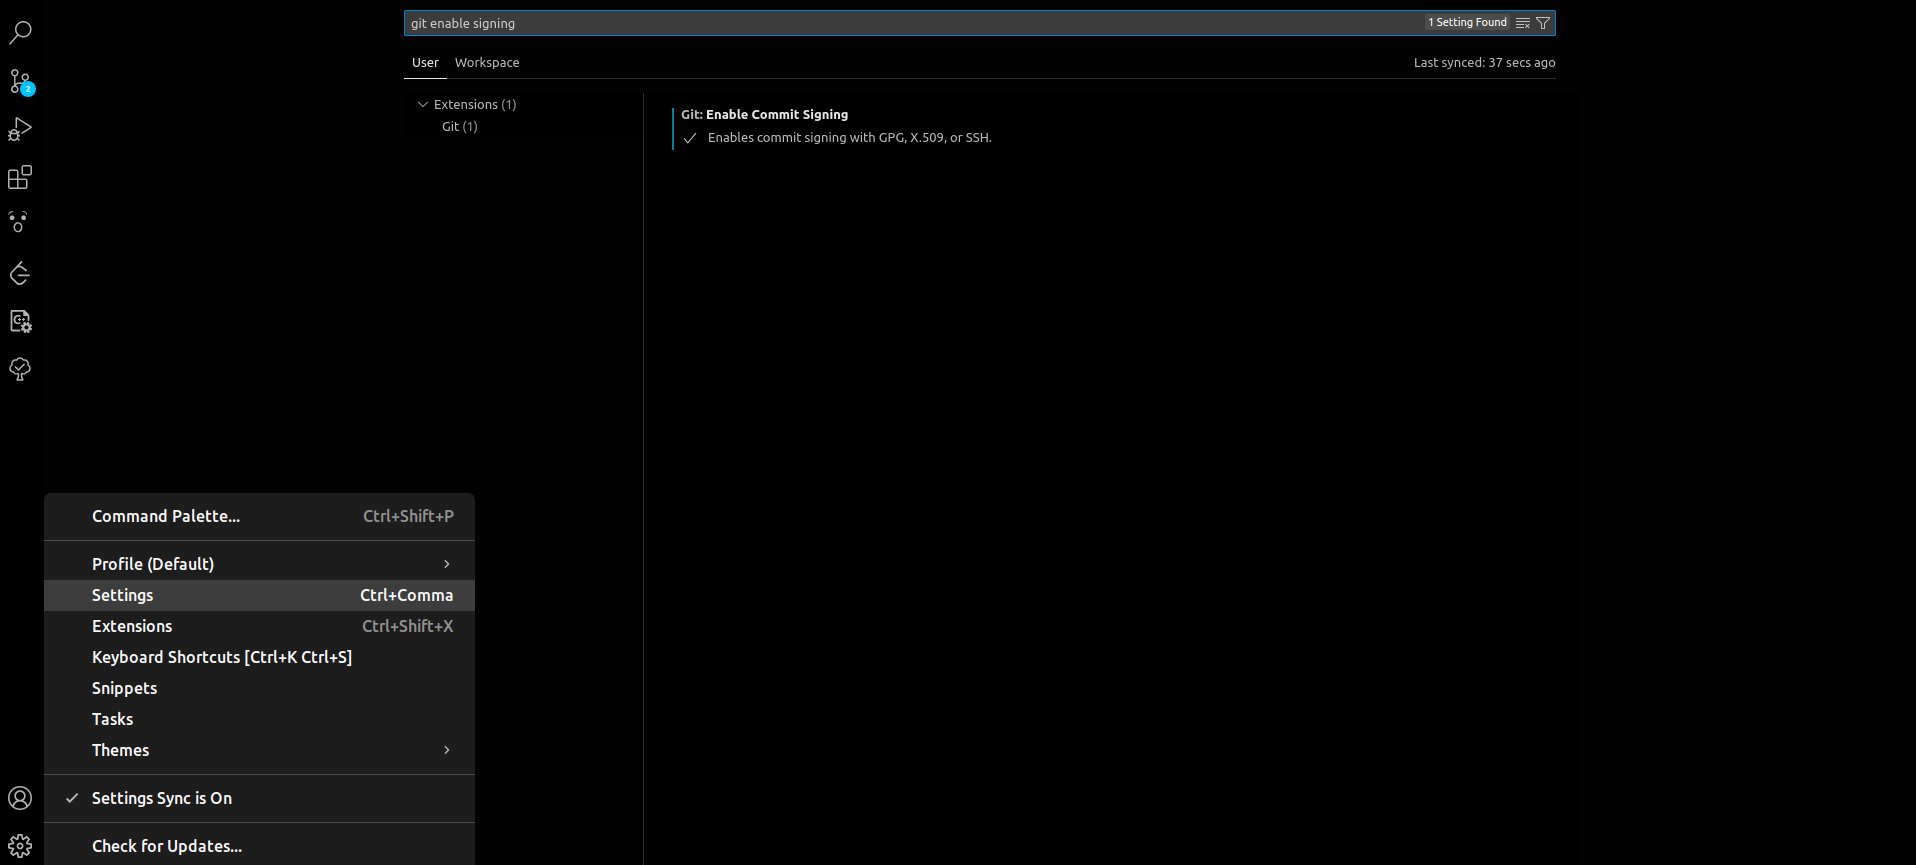 git enable signing
1 Setting Found
User Workspace
Last synced: 37 secs ago
Extensions (1)
Git (1)
Git: Enable Commit Signing
Enables commit signing with GPG, X.509, or SSH.
2
Command Palette... Ctrl+Shift+P
Profile (Default)
Settings Ctrl+Comma
Extensions Ctrl+Shift+X
Keyboard Shortcuts [Ctrl+K Ctrl+S]
Snippets
Tasks
Themes
Settings Sync is On
Check for Updates...